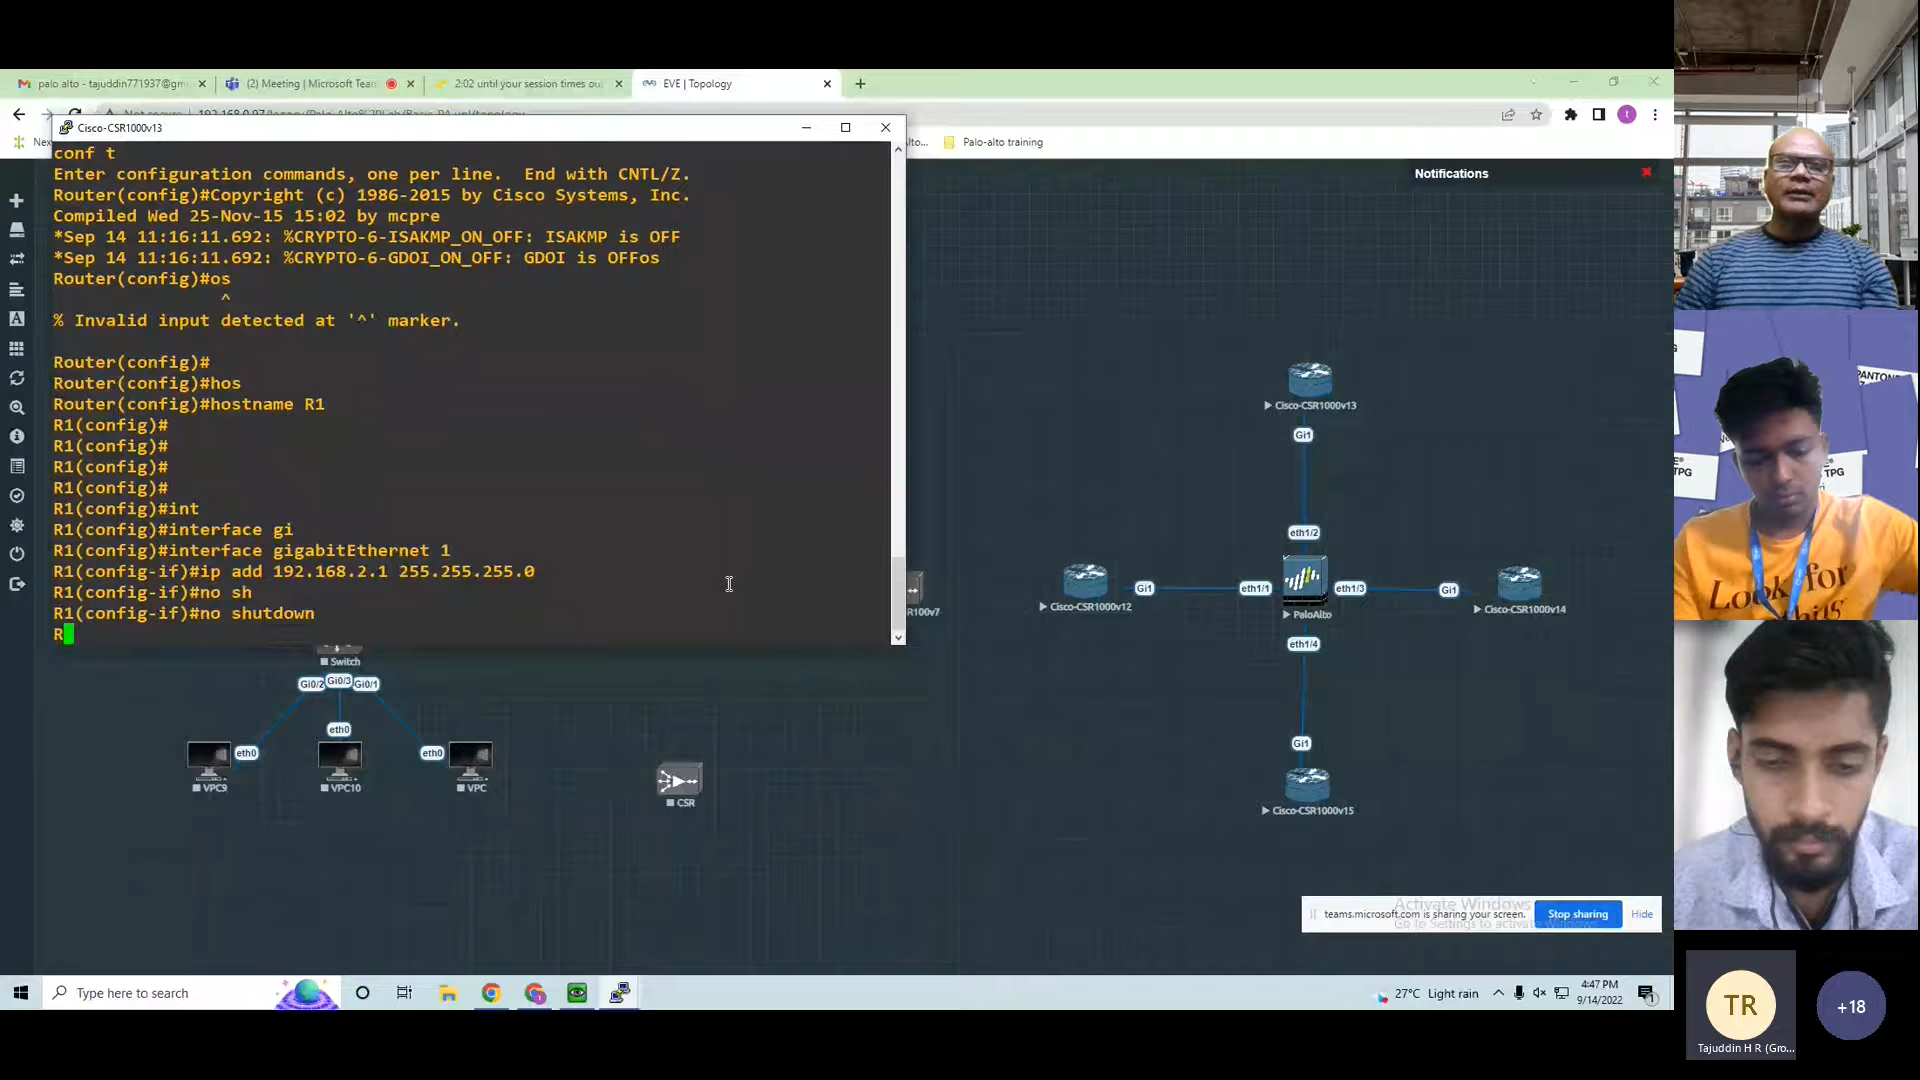 palo alto - tajuddin771937@gm
(2) Meeting | Microsoft Team
2:02 until your session times ou
EVE | Topology
Cisco-CSR1000v13
Nex
lto...
Palo-alto training
Notifications
conf t
Enter configuration commands, one per line.  End with CNTL/Z.
Router(config)#Copyright (c) 1986-2015 by Cisco Systems, Inc.
Compiled Wed 25-Nov-15 15:02 by mcpre
*Sep 14 11:16:11.692: %CRYPTO-6-ISAKMP_ON_OFF: ISAKMP is OFF
*Sep 14 11:16:11.692: %CRYPTO-6-GDOI_ON_OFF: GDOI is OFFos
Router(config)#os
^
% Invalid input detected at '^' marker.
Router(config)#
Router(config)#hos
Router(config)#hostname R1
R1(config)#
R1(config)#
R1(config)#
R1(config)#
R1(config)#int
R1(config)#interface gi
R1(config)#interface gigabitEthernet 1
R1(config-if)#ip add 192.168.2.1 255.255.255.0
R1(config-if)#no sh
R1(config-if)#no shutdown
R
R100v7
Switch
Gi0/2 Gi0/3 Gi0/1
eth0
eth0
eth0
VPC9
VPC10
VPC
CSR
Cisco-CSR1000v13
Gi1
eth1/2
Cisco-CSR1000v12
Gi1
eth1/1
eth1/3
Gi1
PaloAlto
Cisco-CSR1000v14
eth1/4
Gi1
Cisco-CSR1000v15
Activate Windows
teams.microsoft.com is sharing your screen.
Stop sharing
Hide
Type here to search
27°C Light rain
4:47 PM
9/14/2022
PANTONE
TPG
TPG
Look for
TR
Tajuddin H R (Gro...
+18